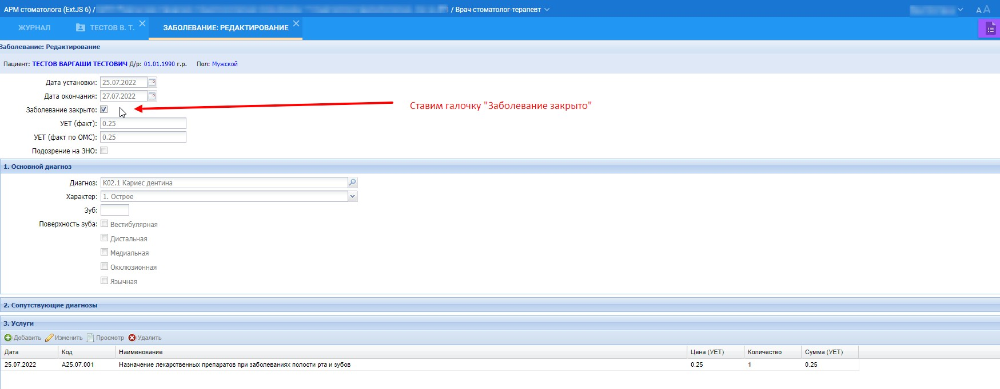 АРМ стоматолога (ExtJS 6) / / Врач-стоматолог-терапевт
A A
ЖУРНАЛ ТЕСТОВ В. Т. ЗАБОЛЕВАНИЕ: РЕДАКТИРОВАНИЕ
Заболевание: Редактирование
Пациент: ТЕСТОВ ВАРГАШИ ТЕСТОВИЧ Д/р: 01.01.1990 г.р. Пол: Мужской
Дата установки: 25.07.2022
Дата окончания: 27.07.2022
Заболевание закрыто:
Ставим галочку "Заболевание закрыто"
УЕТ (факт): 0.25
УЕТ (факт по ОМС): 0.25
Подозрение на ЗНО:
1. Основной диагноз
Диагноз: K02.1 Кариес дентина
Характер: 1. Острое
Зуб:
Поверхность зуба: Вестибулярная
Дистальная
Медиальная
Окклюзионная
Язычная
2. Сопутствующие диагнозы
3. Услуги
Добавить Изменить Просмотр Удалить
Дата Код Наименование Цена (УЕТ) Количество Сумма (УЕТ)
25.07.2022 A25.07.001 Назначение лекарственных препаратов при заболеваниях полости рта и зубов 0.25 1 0.25